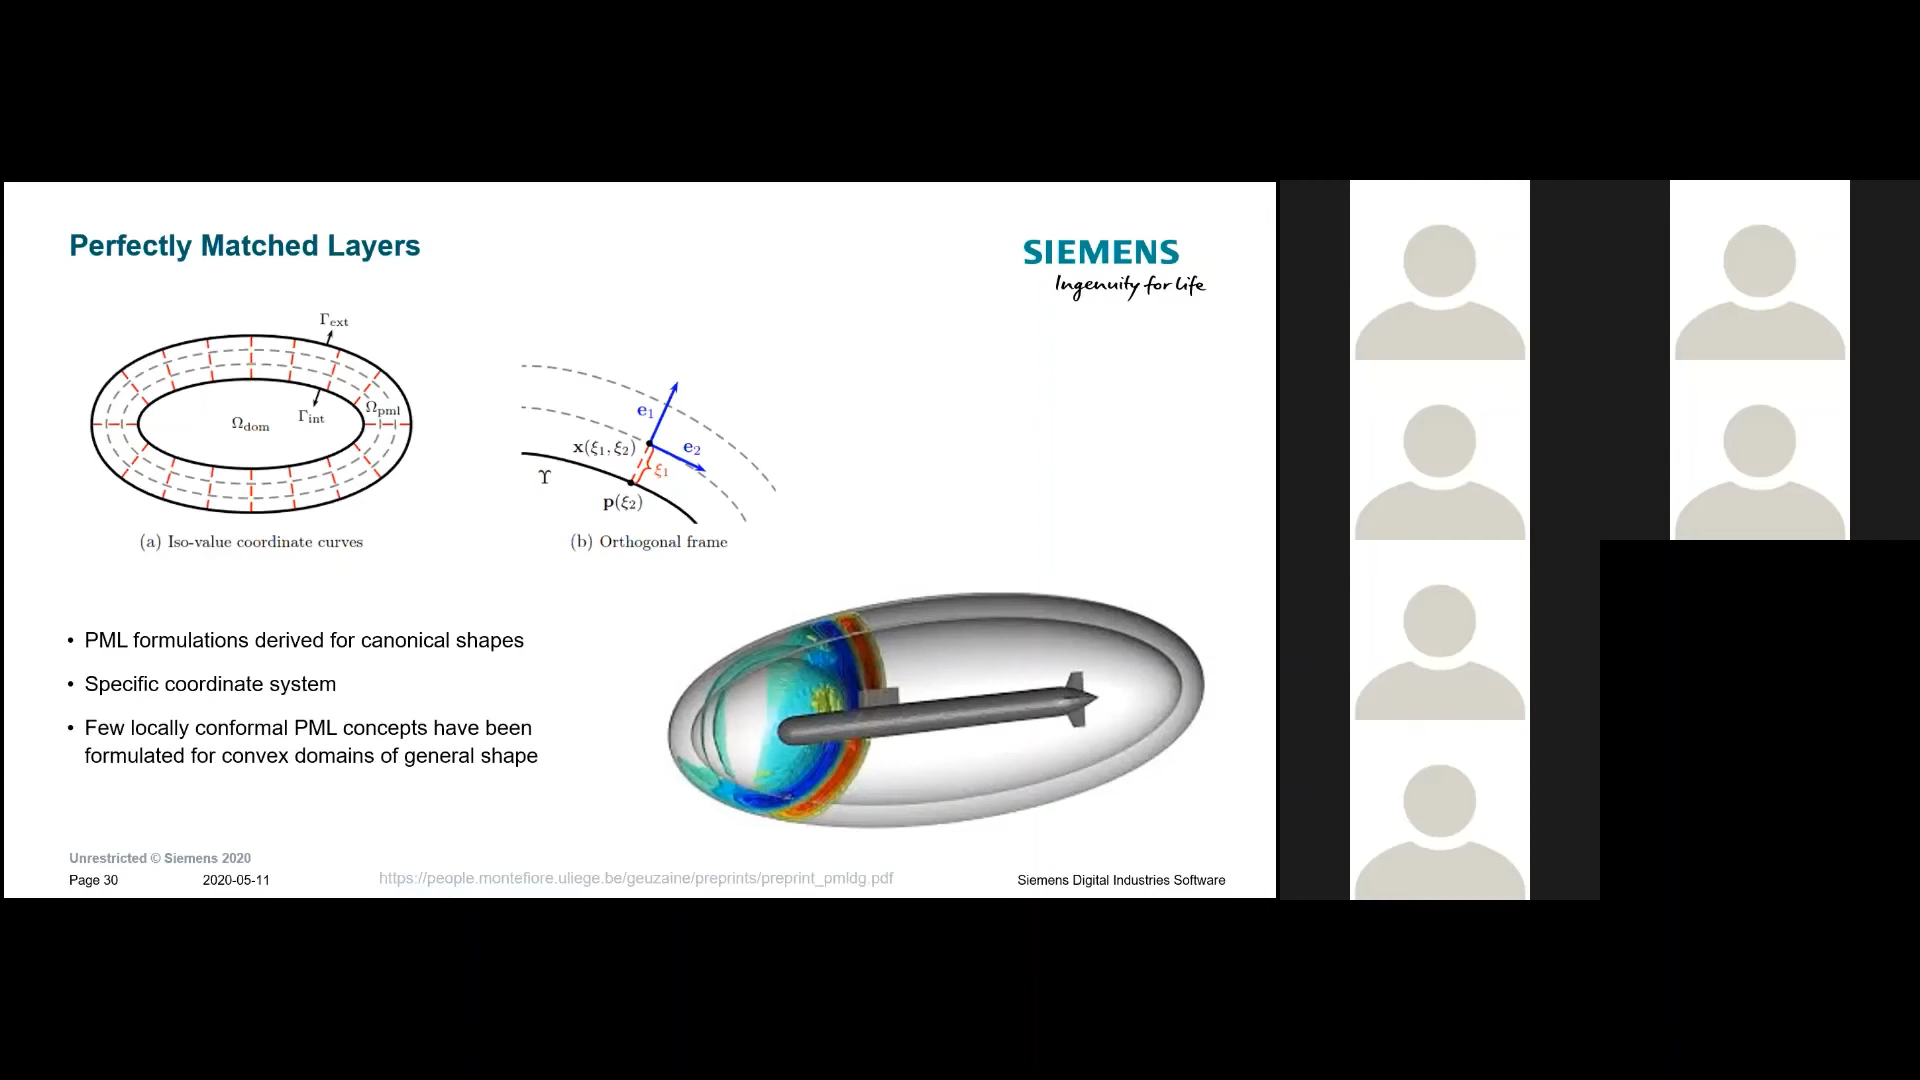 Perfectly Matched Layers
SIEMENS
Ingenuity for life
Γext
Ωdom
Γint
Ωpml
(a) Iso-value coordinate curves
e1
x(ξ1, ξ2)
e2
ξ1
ϒ
p(ξ2)
(b) Orthogonal frame
• PML formulations derived for canonical shapes
• Specific coordinate system
• Few locally conformal PML concepts have been
formulated for convex domains of general shape
Unrestricted © Siemens 2020
Page 30
2020-05-11
https://people.montefiore.uliege.be/geuzaine/preprints/preprint_pmldg.pdf
Siemens Digital Industries Software